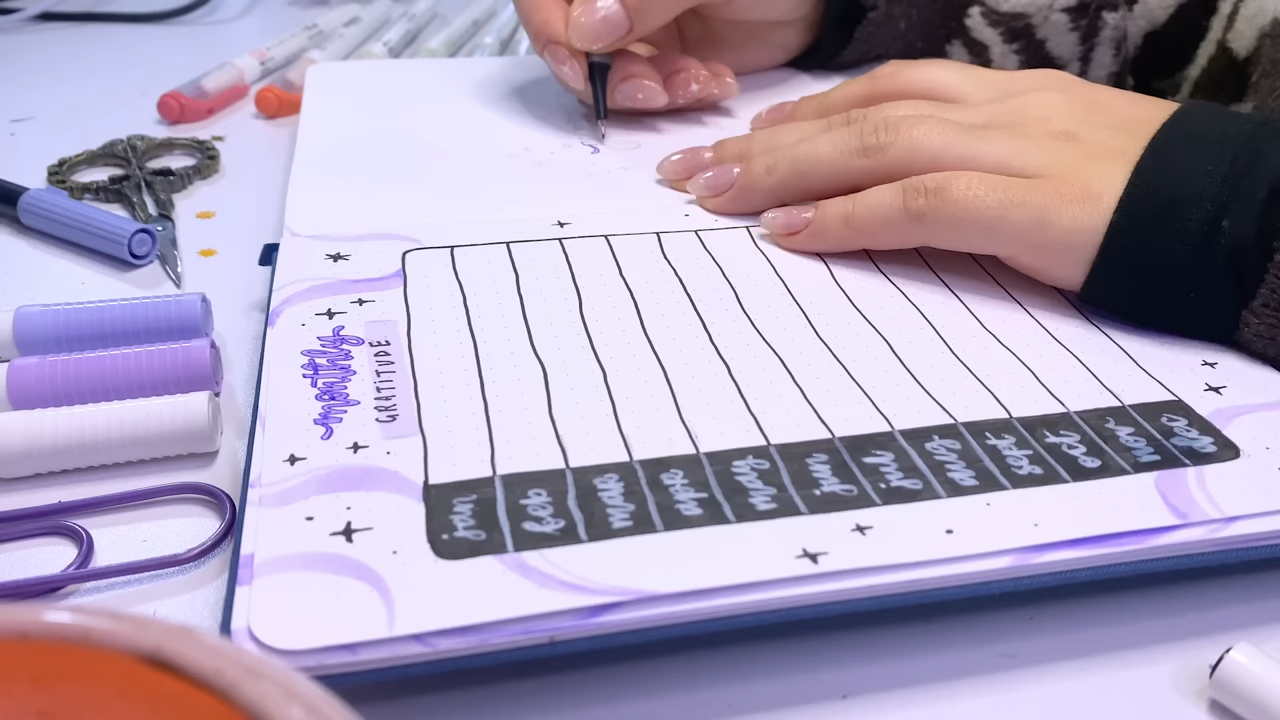 monthly
GRATITUDE
jan
feb
mar
apr
may
jun
jul
aug
sept
oct
nov
dec